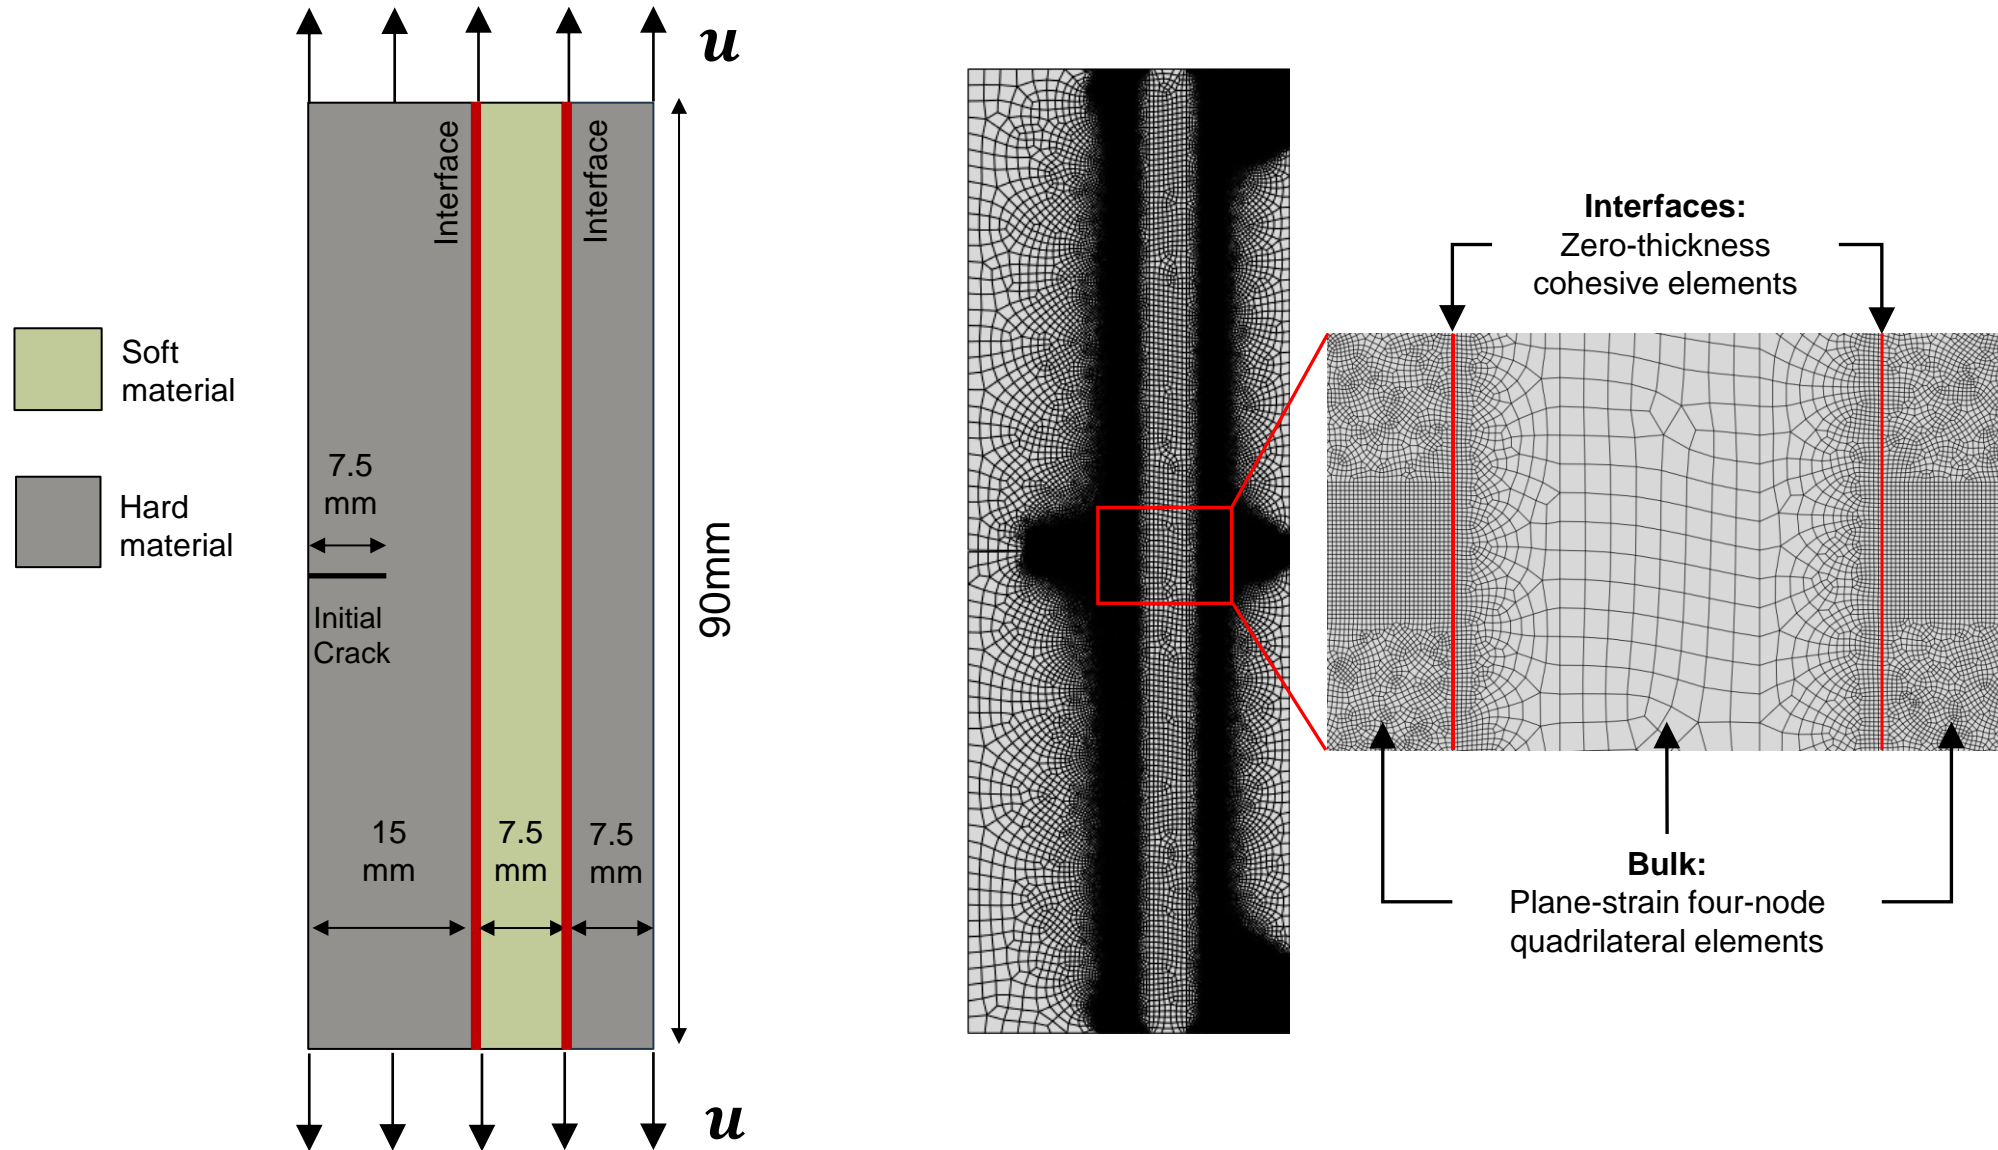 u
Interface
Interface
Soft
material
Hard
material
7.5
mm
Initial
Crack
90mm
15
mm
7.5
mm
7.5
mm
u
Interfaces:
Zero-thickness
cohesive elements
Bulk:
Plane-strain four-node
quadrilateral elements